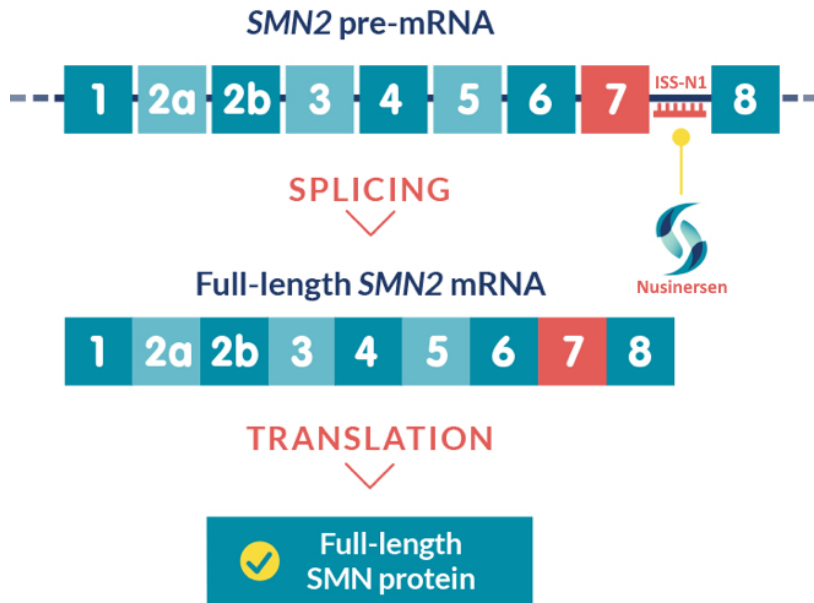 SMN2 pre-mRNA
1 2a 2b 3 4 5 6 7 ISS-N1 8
SPLICING
Nusinersen
Full-length SMN2 mRNA
1 2a 2b 3 4 5 6 7 8
TRANSLATION
Full-length
SMN protein